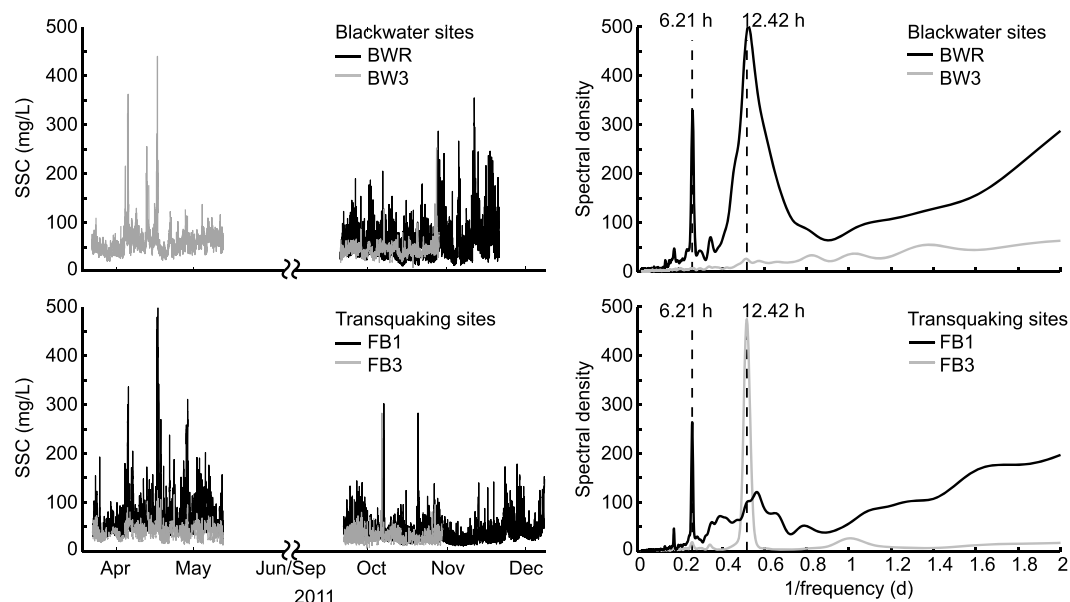 500
400
300
200
100
0
SSC (mg/L)
Blackwater sites
BWR
BW3
6.21 h
12.42 h
500
400
300
200
100
0
Spectral density
Blackwater sites
BWR
BW3
500
400
300
200
100
0
SSC (mg/L)
Transquaking sites
FB1
FB3
Apr
May
Jun/Sep
Oct
Nov
Dec
2011
6.21 h
12.42 h
500
400
300
200
100
0
Spectral density
Transquaking sites
FB1
FB3
0 0.2 0.4 0.6 0.8 1 1.2 1.4 1.6 1.8 2
1/frequency (d)